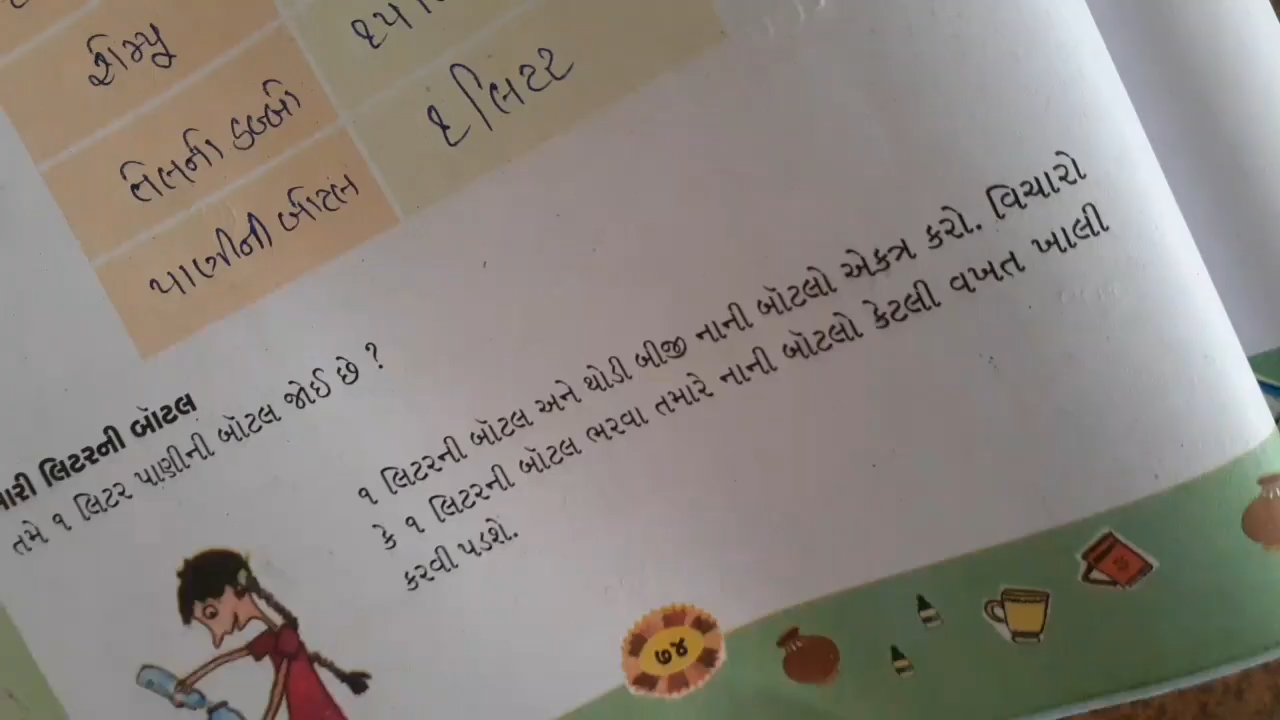 શેમ્પૂ
તેલની ડબ્બી
૧ લિટર
પાણીની બોટલ
મારી લિટરની બૉટલ
તમે ૧ લિટર પાણીની બૉટલ જોઈ છે ?
૧ લિટરની બૉટલ અને થોડી બીજી નાની બૉટલો એકત્ર કરો. વિચારો
કે ૧ લિટરની બૉટલ ભરવા તમારે નાની બૉટલો કેટલી વખત ખાલી
કરવી પડશે.
૭૪